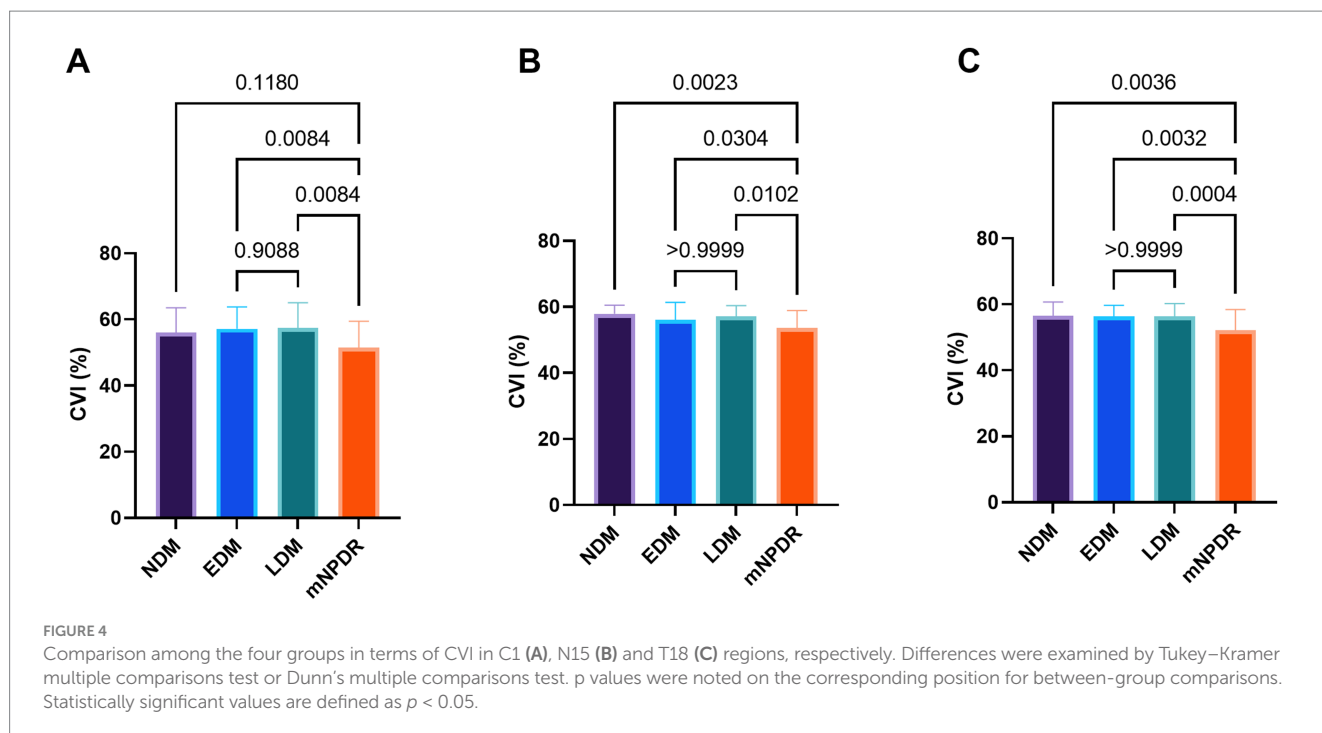 A
0.1180
0.0084
0.0084
0.9088
80
60
40
20
0
CVI (%)
NDM
EDM
LDM
mNPDR
B
0.0023
0.0304
0.0102
>0.9999
80
60
40
20
0
CVI (%)
NDM
EDM
LDM
mNPDR
C
0.0036
0.0032
0.0004
>0.9999
80
60
40
20
0
CVI (%)
NDM
EDM
LDM
mNPDR
FIGURE 4
Comparison among the four groups in terms of CVI in C1 (A), N15 (B) and T18 (C) regions, respectively. Differences were examined by Tukey–Kramer
multiple comparisons test or Dunn’s multiple comparisons test. p values were noted on the corresponding position for between-group comparisons.
Statistically significant values are defined as p < 0.05.